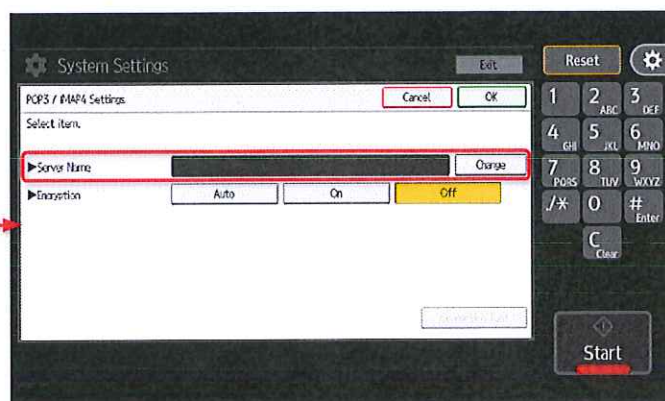 System Settings
Exit
Reset
POP3 / IMAP4 Settings
Cancel
OK
Select item.
▶Server Name
Change
▶Encryption
Auto
On
Off
1
2 ABC
3 DEF
4 GHI
5 JKL
6 MNO
7 PQRS
8 TUV
9 WXYZ
./*
0
# Enter
C Clear
Start